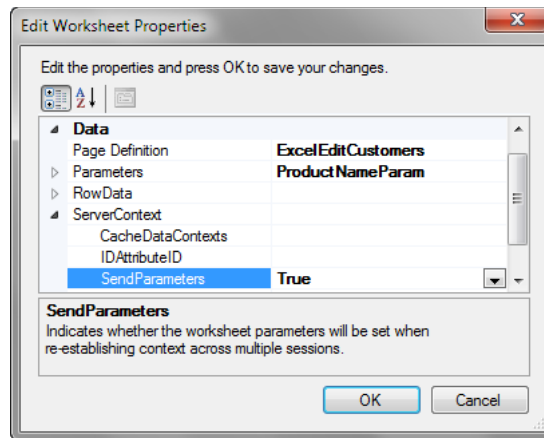 Edit Worksheet Properties
Edit the properties and press OK to save your changes.
Data
Page Definition ExcelEditCustomers
Parameters ProductNameParam
RowData
ServerContext
CacheDataContexts
IDAttributeID
SendParameters True
SendParameters
Indicates whether the worksheet parameters will be set when
re-establishing context across multiple sessions.
OK Cancel